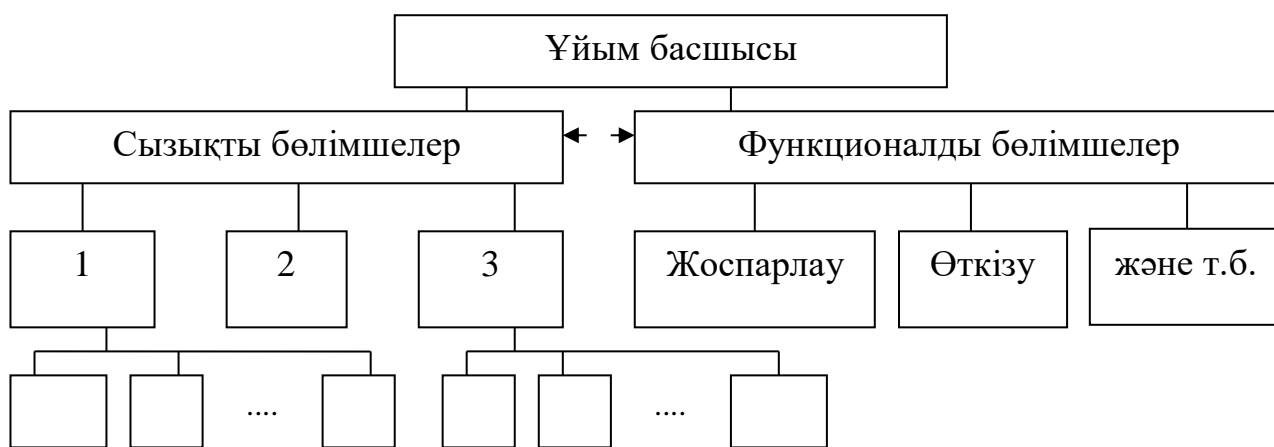 Ұйым басшысы
Сызықты бөлімшелер
Функционалды бөлімшелер
1
2
3
Жоспарлау
Өткізу
және т.б.
....
....